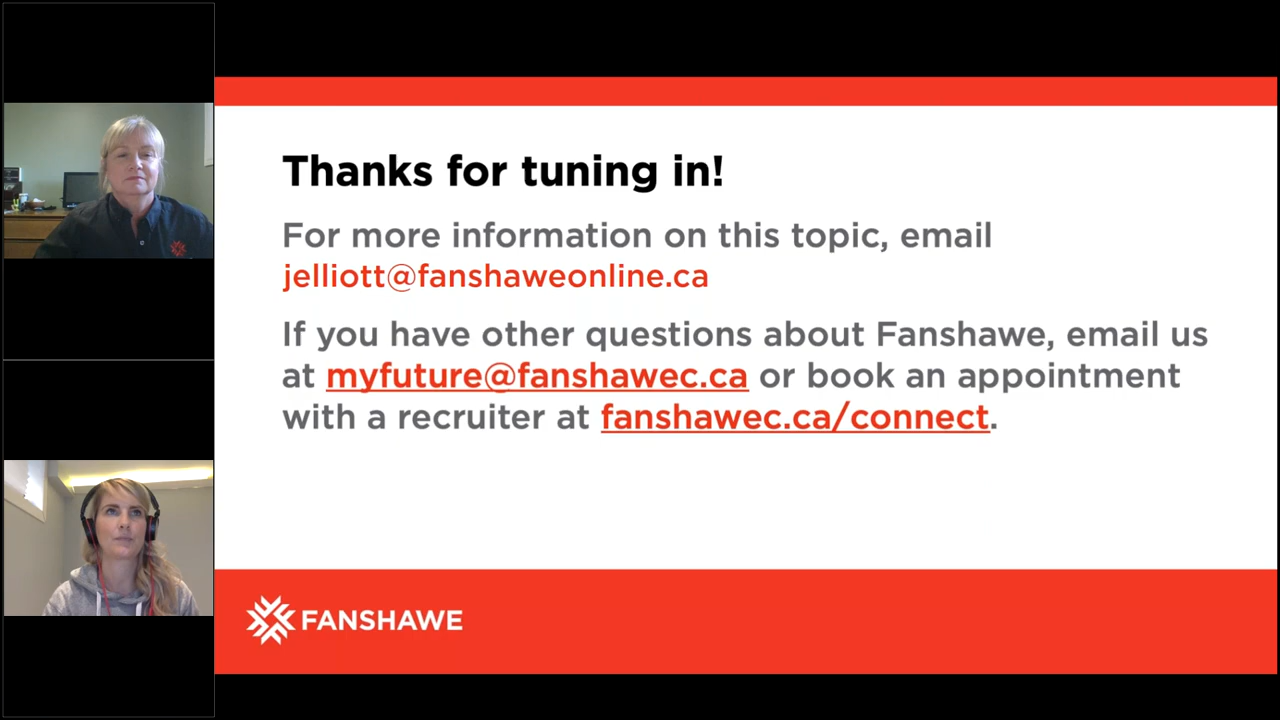 Thanks for tuning in!
For more information on this topic, email
jelliott@fanshaweonline.ca
If you have other questions about Fanshawe, email us
at myfuture@fanshawec.ca or book an appointment
with a recruiter at fanshawec.ca/connect.
FANSHAWE